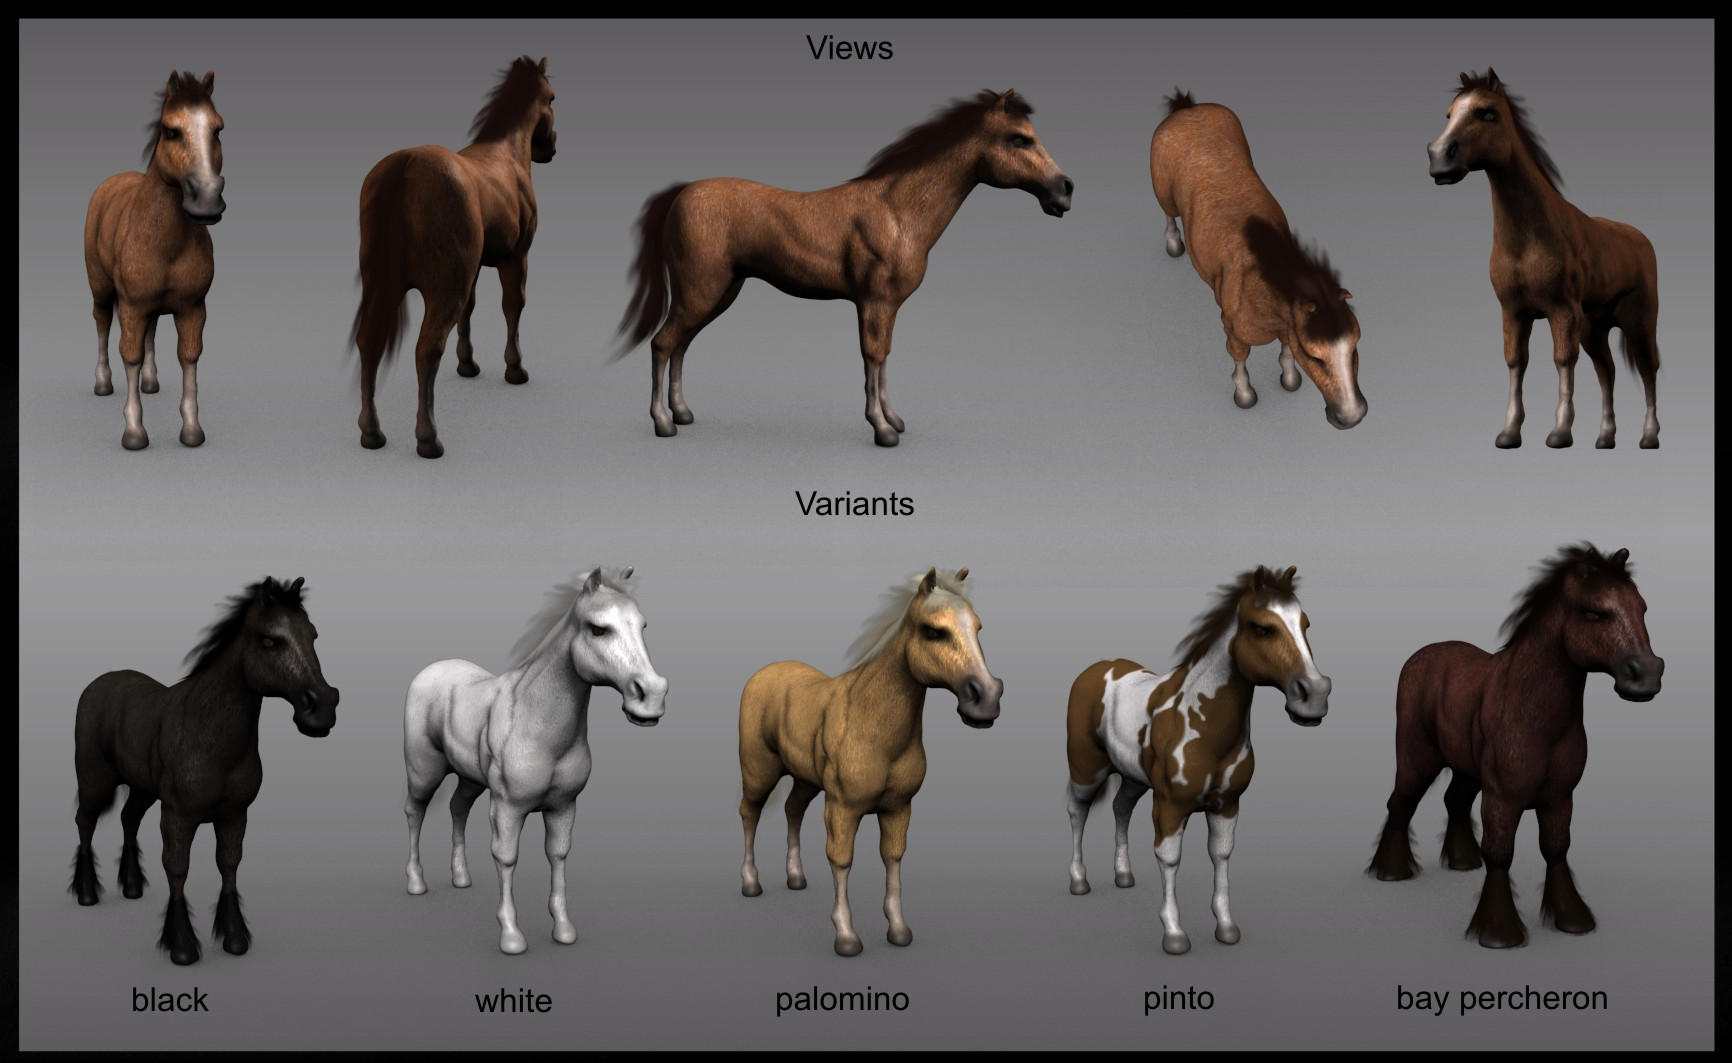 Views
Variants
black
white
palomino
pinto
bay percheron